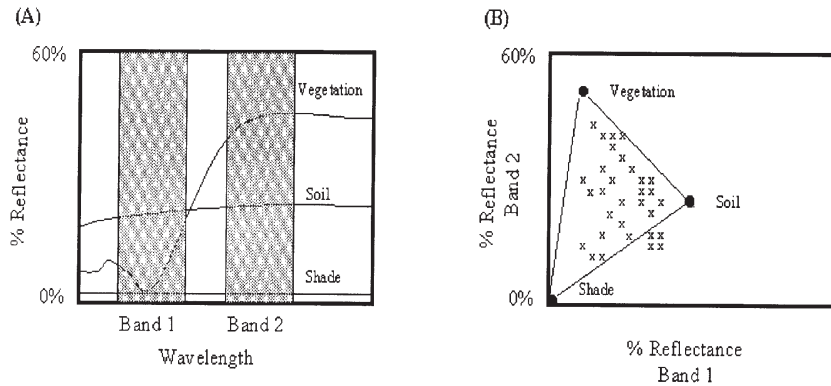 (A)
60%
Vegetation
% Reflectance
Soil
Shade
0%
Band 1
Band 2
Wavelength
(B)
60%
Vegetation
% Reflectance
Band 2
Soil
0%
Shade
% Reflectance
Band 1